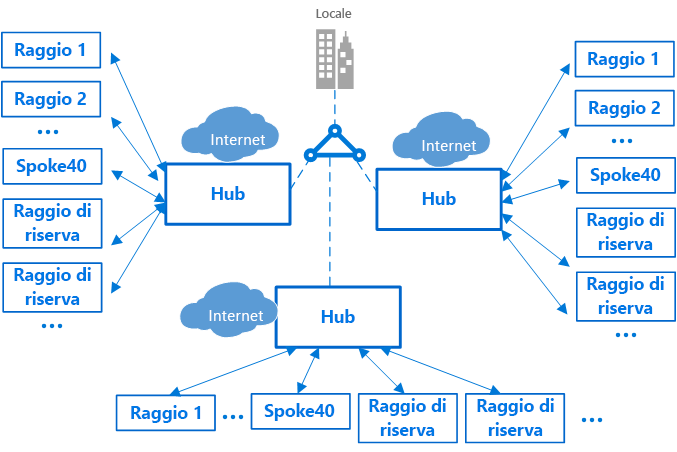 Locale
Raggio 1
Raggio 2
...
Spoke40
Raggio di
riserva
Raggio di
riserva
...
Internet
Hub
Internet
Hub
Raggio 1
Raggio 2
...
Spoke40
Raggio di
riserva
Raggio di
riserva
...
Internet
Hub
Raggio 1
...
Spoke40
Raggio di
riserva
Raggio di
riserva
...